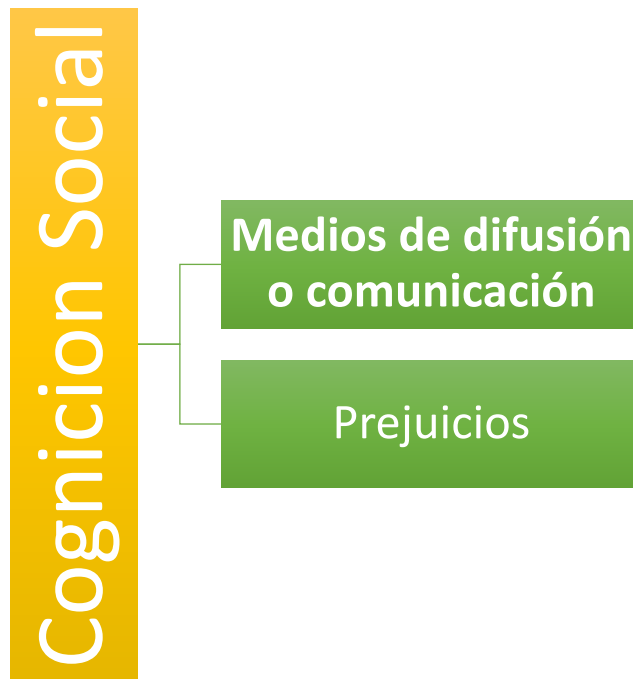 Cognicion Social
Medios de difusión
o comunicación
Prejuicios